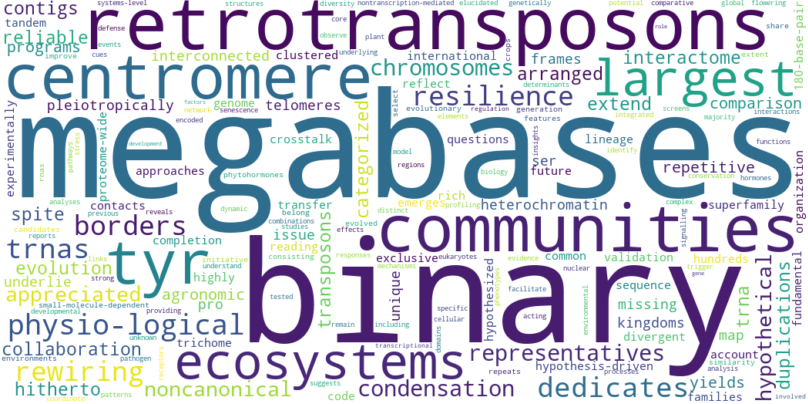 contigs systems-level structures diversity nontranscription-mediated elucidated genetically potential comparative global flowering
tandem defense retrotransposons core observe plant role share
reliable events underlying crops
programs improve cues interconnected clustered international frames interactome extent 180-base-pair
centromere chromosomes arranged largest
reflect determinants
pleiotropically genome telomeres categorized select resilience extend comparison
factors network senescence evolutionary regulation generation interactions
experimentally megabases
encoded elements features screens integrated majority
proteome-wide crosstalk questions lineage functions
development model insights identify
rnas pathways stress approaches regions ser future repetitive conservation hormones
phytohormones biology
analyses contacts transfer emerges rich heterochromatin complex superfamily organization
candidates previous reveals belong dynamic profiling
spite borders combinations evolved distinct communities signalling
reports studies issue effects
trnas links completion reading exclusive common validation hundreds
tyr initiative consisting responses eukaryotes evidence trigger
evolution understand mechanisms nuclear gene
underlie strong highly transposons unique hypothesized facilitate sequence trna fundamental
appreciated agronomic tested phenotypes missing map
small-molecule-dependent pro binary environmental hypothetical duplications
developmental providing remain including specific acting kingdoms
physio-logical cellular divergent account
unknown trichome transcriptional domains similarity
collaboration ecosystems representatives analysis
environments pathogen receptors repeats processes
rewiring hypothesis-driven yields
suggests
hitherto noncanonical condensation dedicates families involved
coordinate patterns code